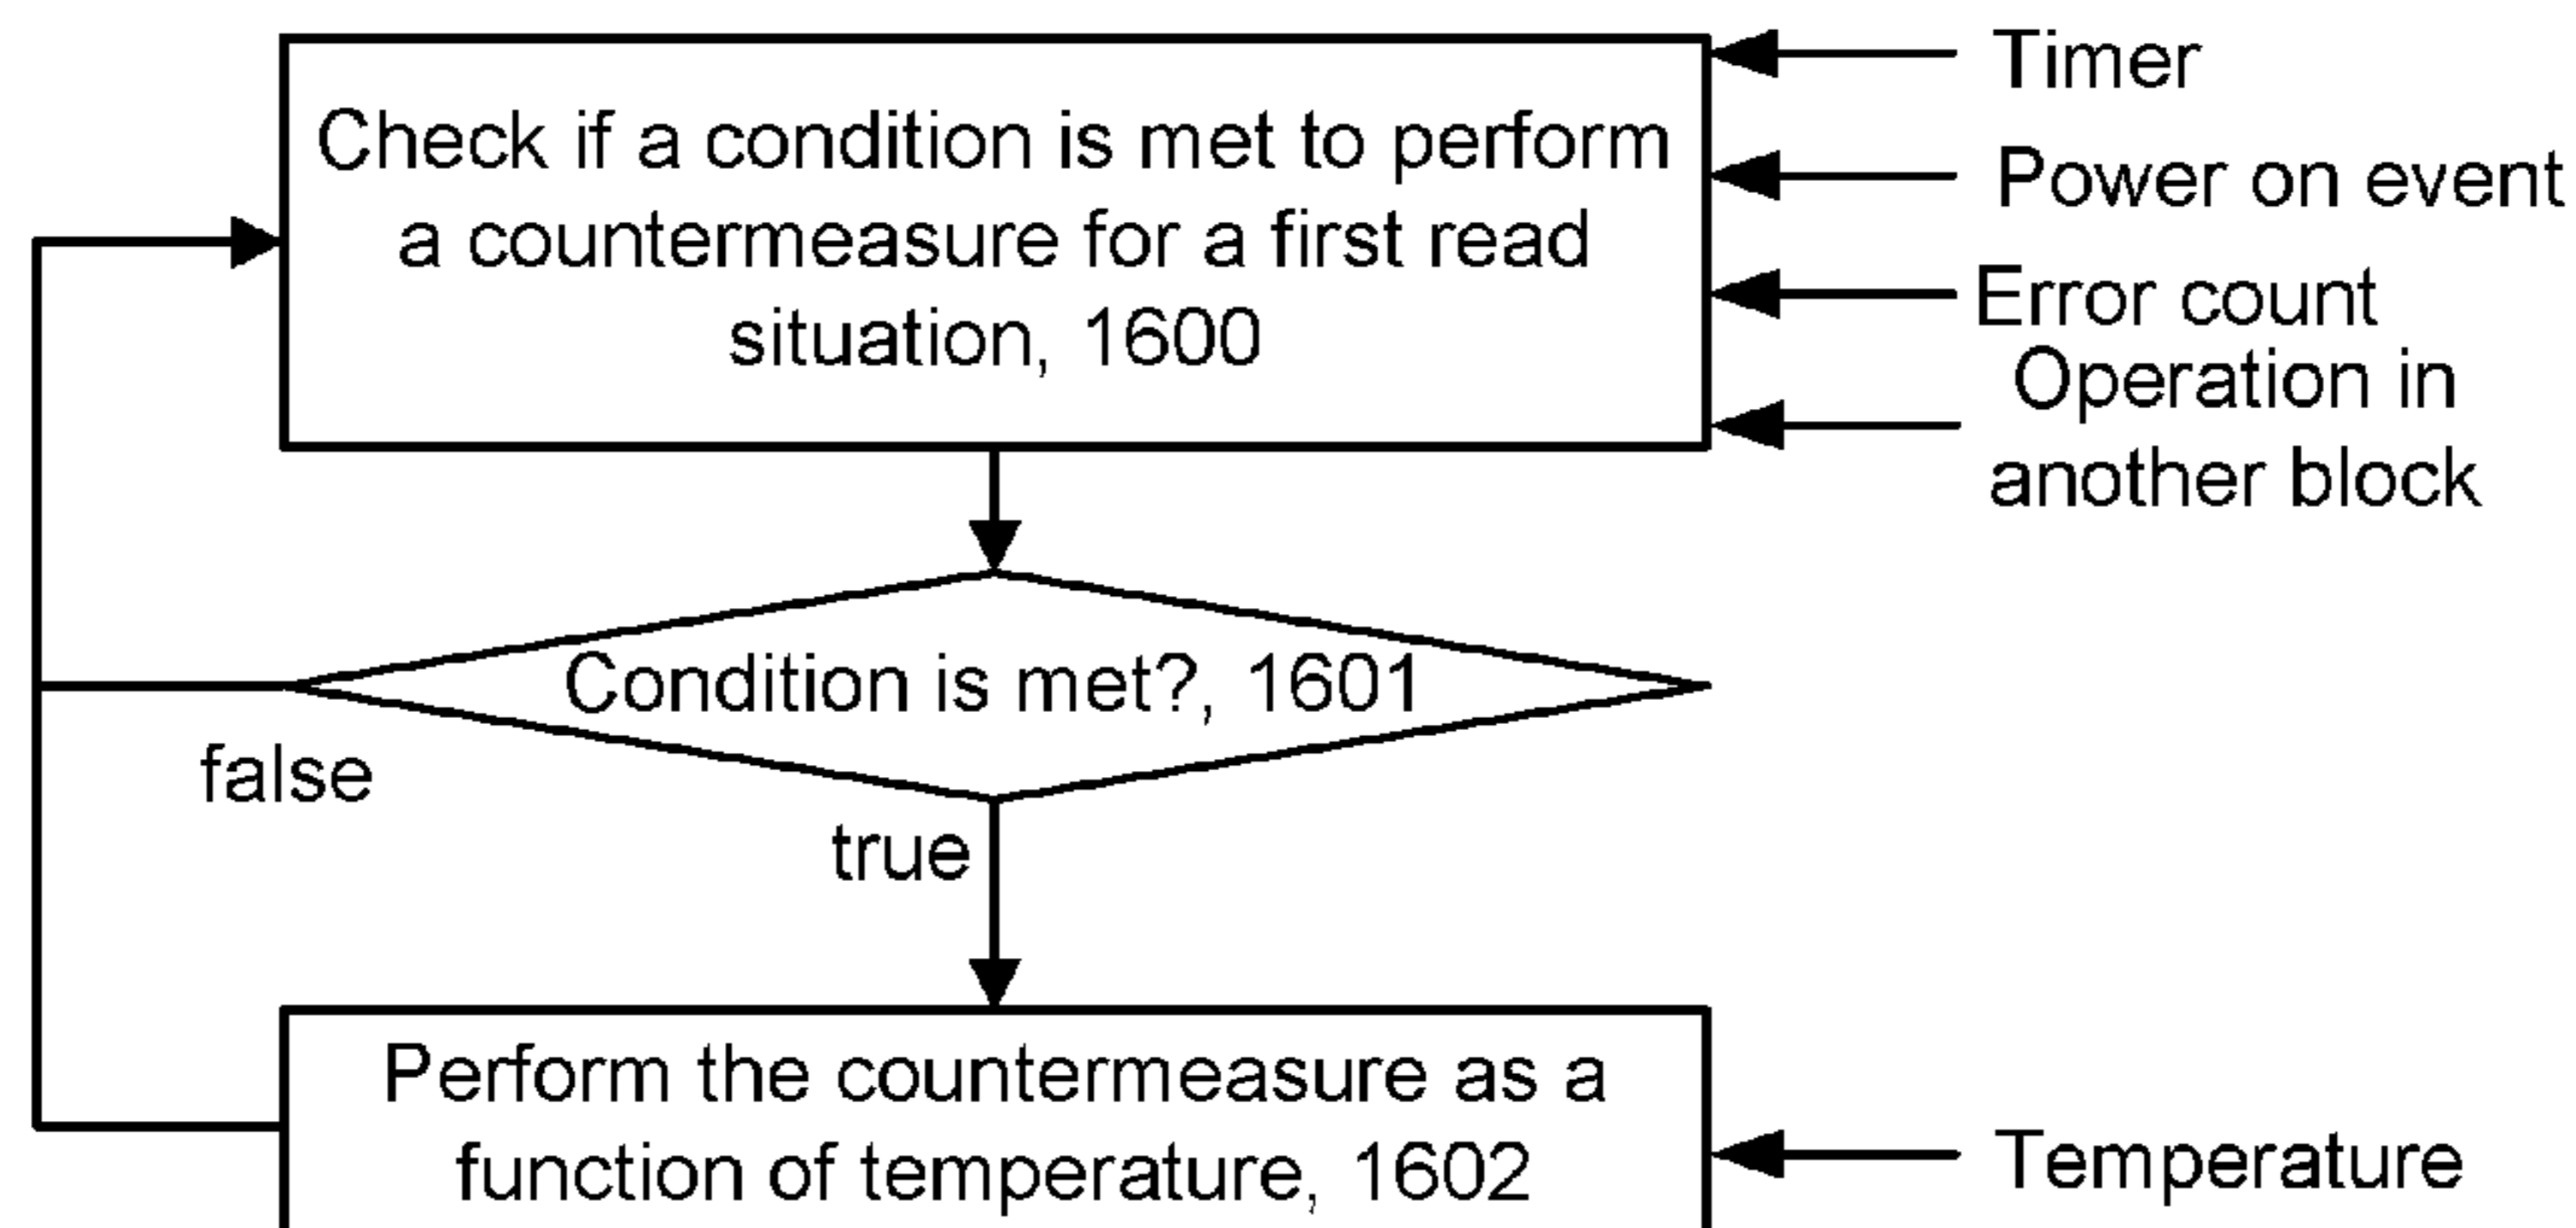 Check if a condition is met to perform
a countermeasure for a first read
situation, 1600
Timer
Power on event
Error count
Operation in
another block
Condition is met?, 1601
false
true
Perform the countermeasure as a
function of temperature, 1602
Temperature